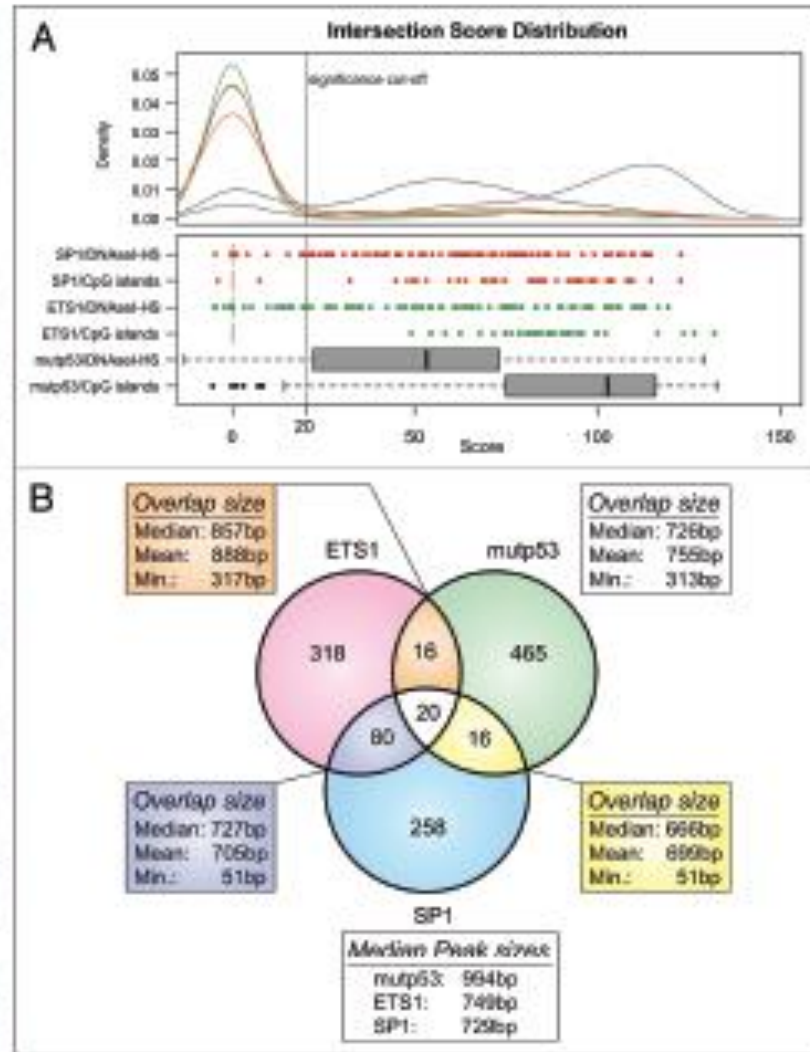 A
Intersection Score Distribution
significance cut-off
Density
0.05
0.04
0.03
0.02
0.01
0.00
SP1/DNAseI-HS
SP1/CpG islands
ETS1/DNAseI-HS
ETS1/CpG islands
mutp53/DNAseI-HS
mutp53/CpG islands
0
20
50
100
150
Score
B
Overlap size
Median: 857bp
Mean: 888bp
Min.: 317bp
ETS1
mutp53
Overlap size
Median: 726bp
Mean: 755bp
Min.: 313bp
318
16
465
20
80
16
258
Overlap size
Median: 727bp
Mean: 705bp
Min.: 51bp
Overlap size
Median: 666bp
Mean: 699bp
Min.: 51bp
SP1
Median Peak sizes
mutp53: 994bp
ETS1: 749bp
SP1: 729bp